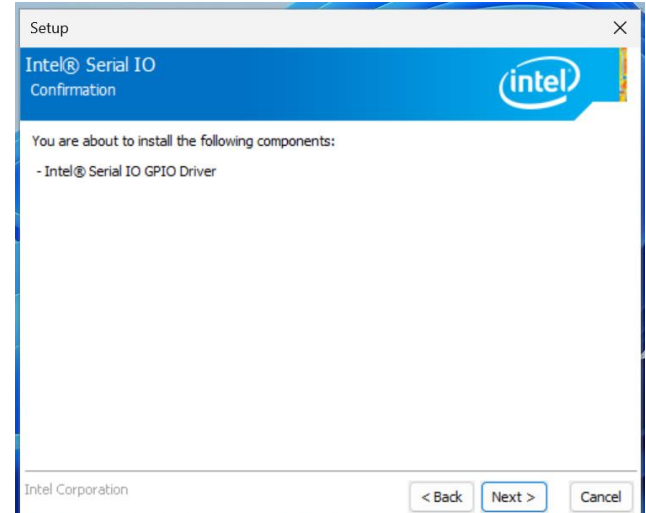 Setup
Intel® Serial IO
Confirmation
intel
You are about to install the following components:
- Intel® Serial IO GPIO Driver
Intel Corporation
< Back
Next >
Cancel